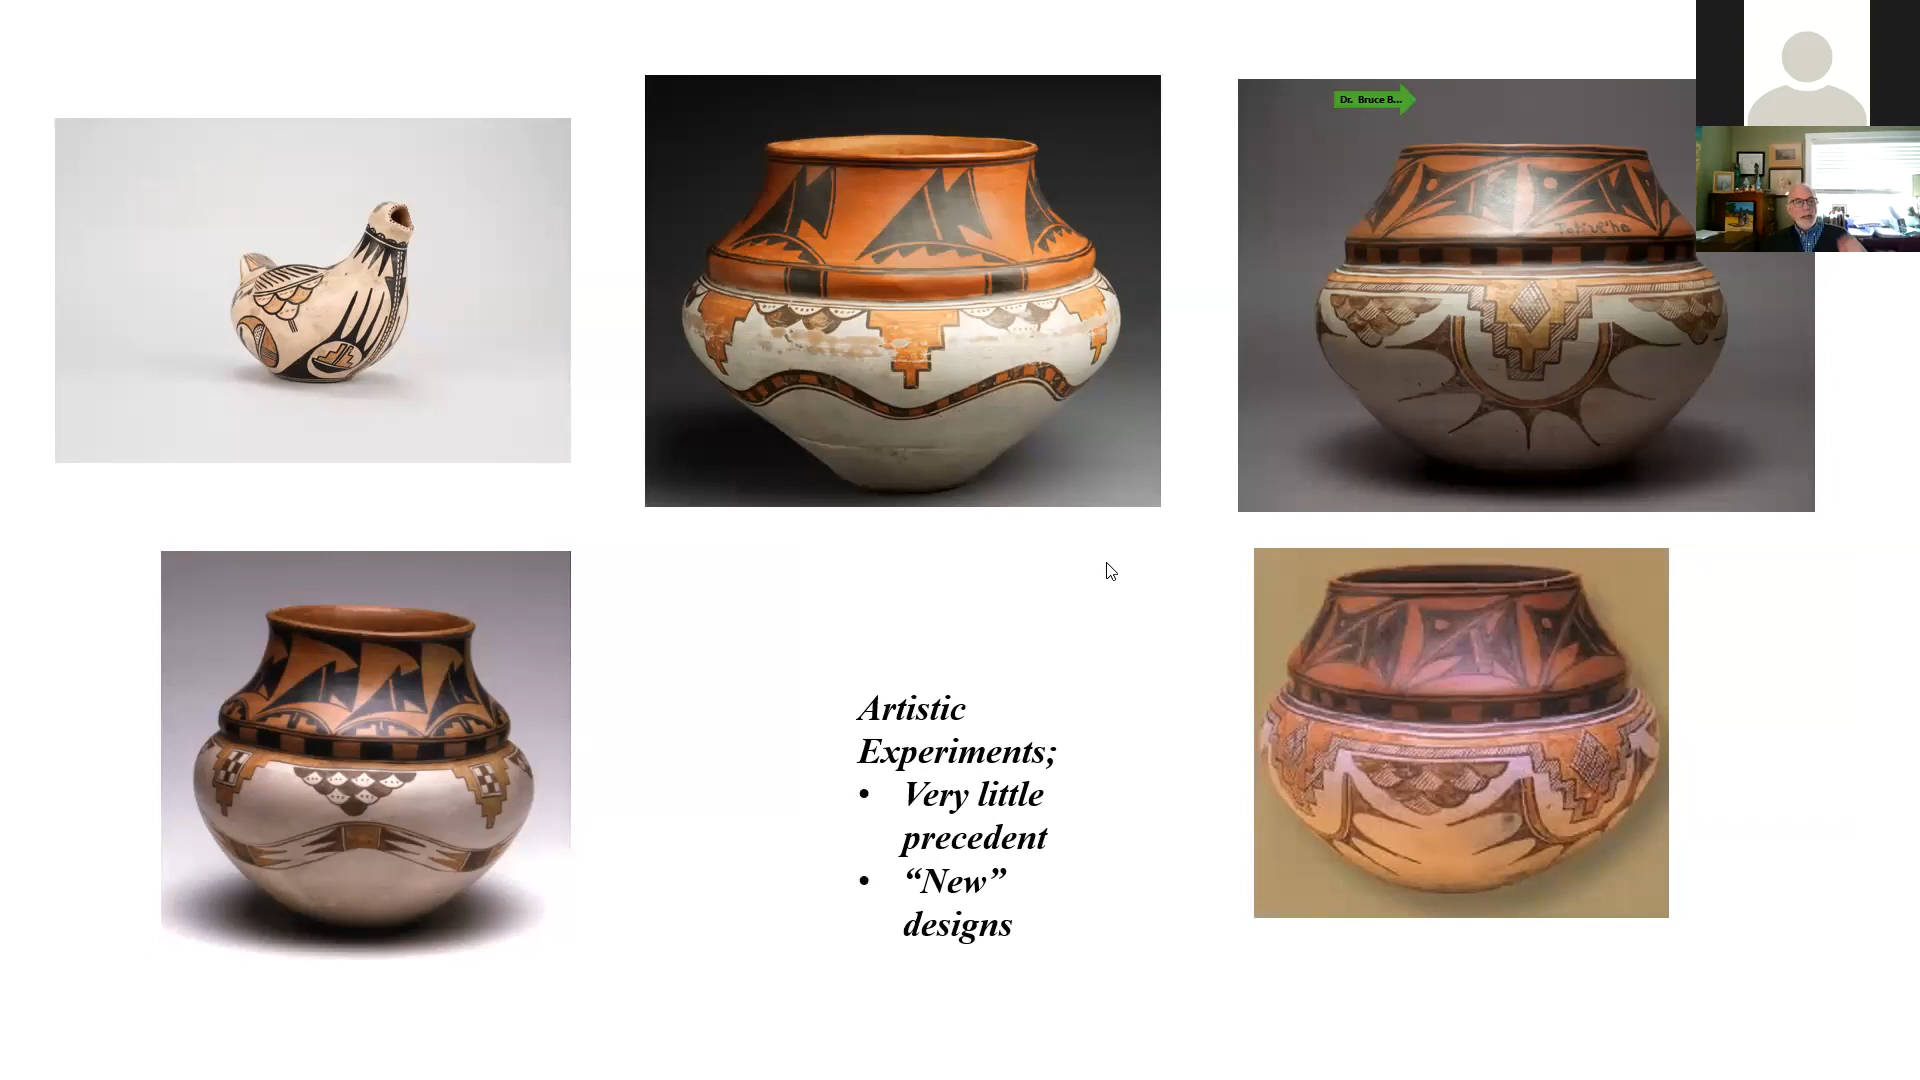 Dr. Bruce B...
Artistic
Experiments;
• Very little
precedent
• “New”
designs